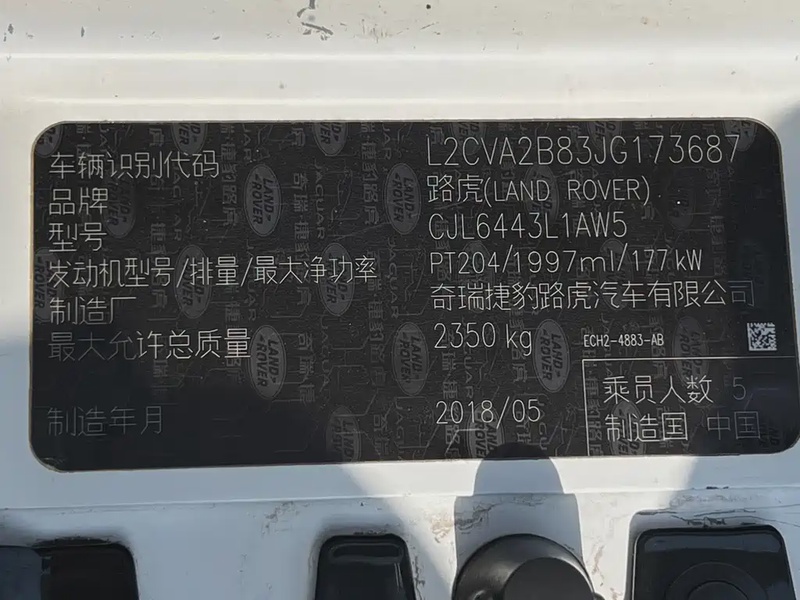 车辆识别代码 L2CVA2B83JG173687
品牌 路虎(LAND ROVER)
型号 CJL6443L1AW5
发动机型号/排量/最大净功率 PT204/1997ml/177kW
制造厂 奇瑞捷豹路虎汽车有限公司
最大允许总质量 2350 kg ECH2-4883-AB
乘员人数 5
制造年月 2018/05
制造国 中国